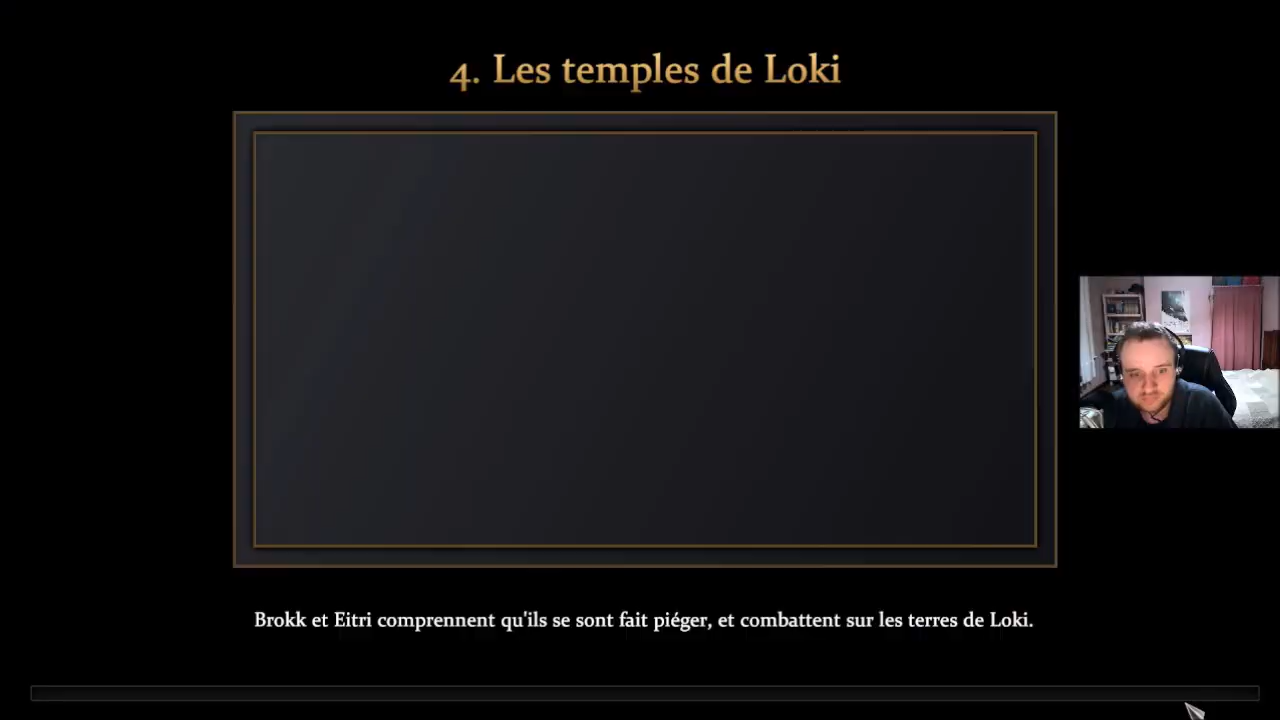 4. Les temples de Loki
Brokk et Eitri comprennent qu'ils se sont fait piéger, et combattent sur les terres de Loki.